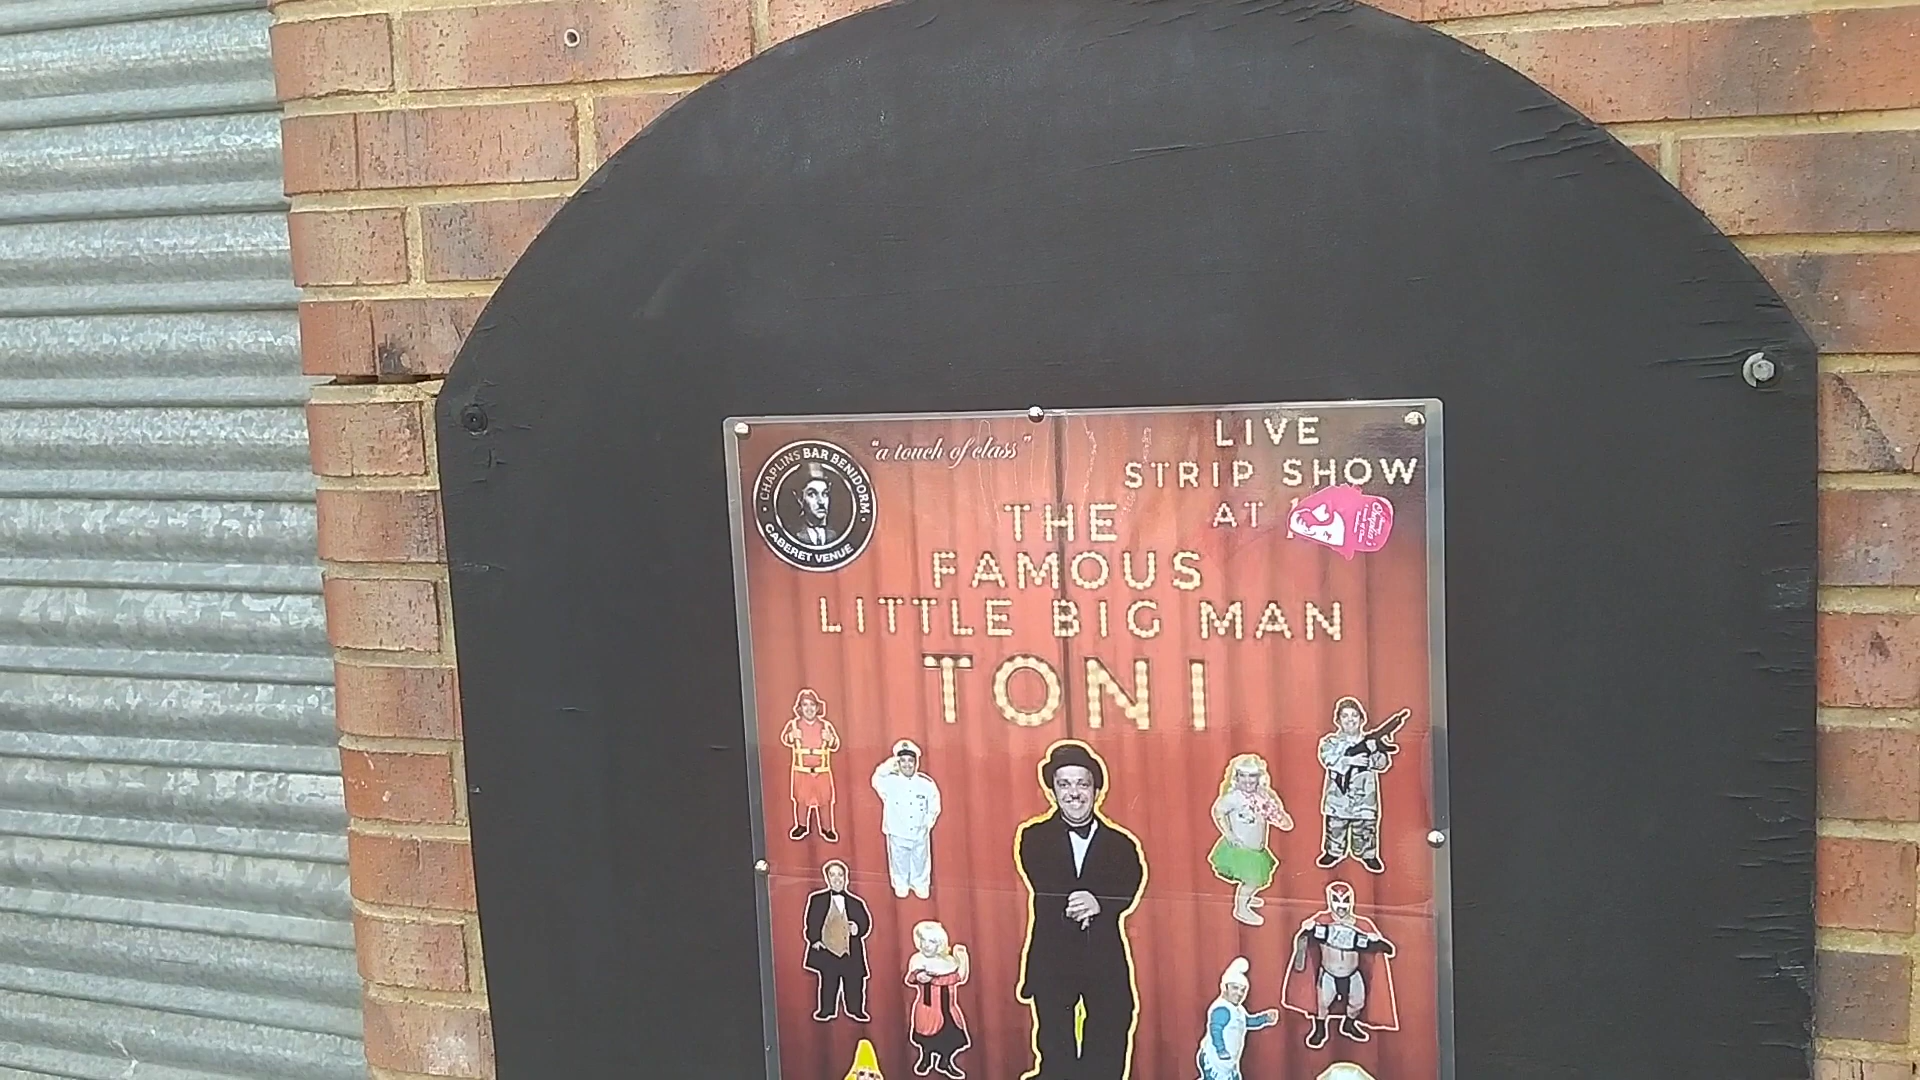 CHAPLINS BAR BENIDORM
CABERET VENUE
"a touch of class"
LIVE
STRIP SHOW
AT
THE
FAMOUS
LITTLE BIG MAN
TONI